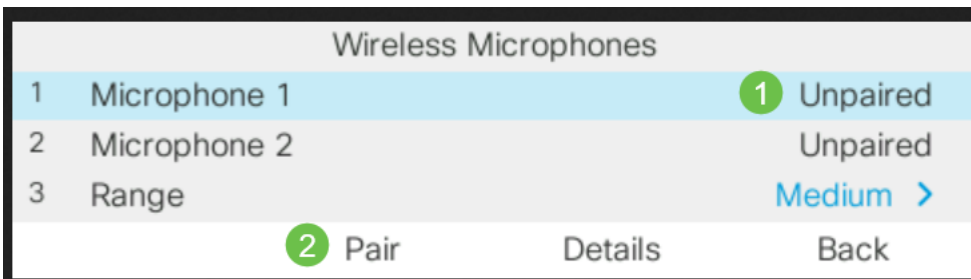 Wireless Microphones
1 Microphone 1 1 Unpaired
2 Microphone 2 Unpaired
3 Range Medium >
2 Pair Details Back